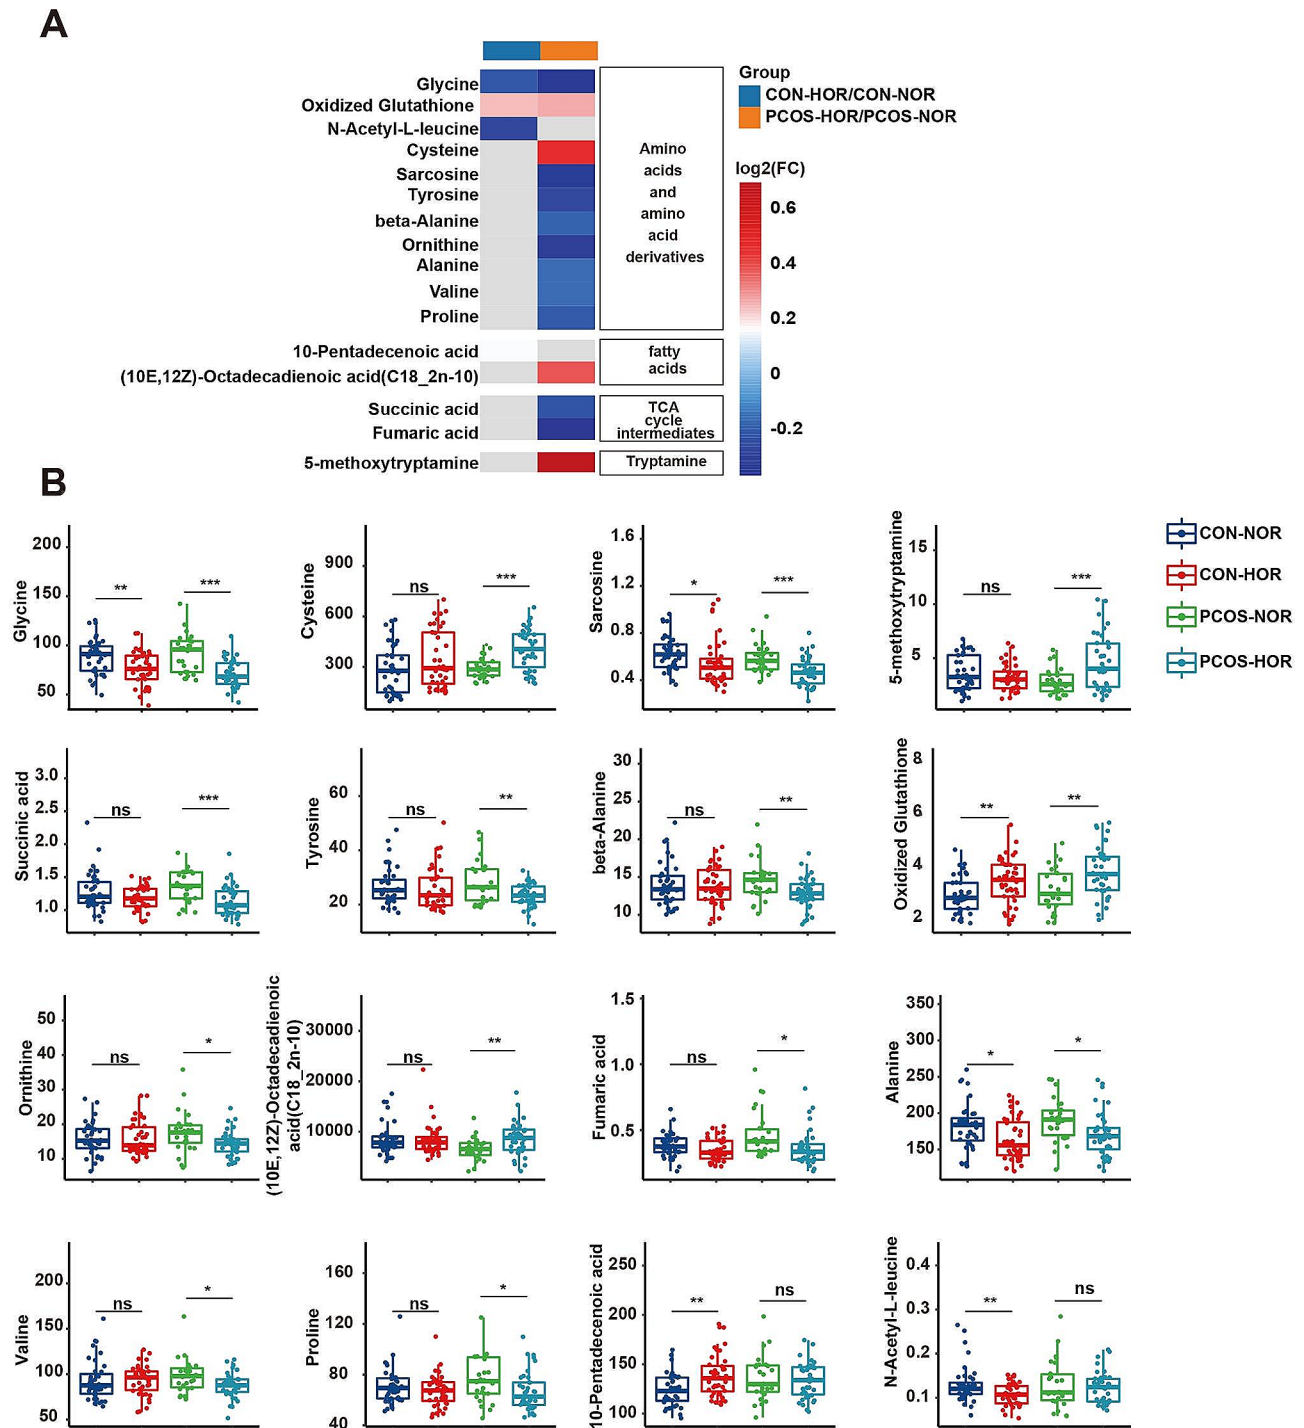 A
Group
CON-HOR/CON-NOR
PCOS-HOR/PCOS-NOR
log2(FC)
0.6
0.4
0.2
0
-0.2
Glycine
Oxidized Glutathione
N-Acetyl-L-leucine
Cysteine
Sarcosine
Tyrosine
beta-Alanine
Ornithine
Alanine
Valine
Proline
Amino
acids
and
amino
acid
derivatives
10-Pentadecenoic acid
(10E,12Z)-Octadecadienoic acid(C18_2n-10)
fatty
acids
Succinic acid
Fumaric acid
TCA
cycle
intermediates
5-methoxytryptamine
Tryptamine
B
CON-NOR
CON-HOR
PCOS-NOR
PCOS-HOR
Glycine
200
150
100
50
**
***
Cysteine
900
600
300
ns
***
Sarcosine
1.6
1.2
0.8
0.4
*
***
5-methoxytryptamine
15
10
5
ns
***
Succinic acid
3.0
2.5
2.0
1.5
1.0
ns
***
Tyrosine
60
40
20
ns
**
beta-Alanine
30
25
20
15
10
ns
**
Oxidized Glutathione
8
6
4
2
**
**
Ornithine
50
40
30
20
10
ns
*
(10E,12Z)-Octadecadienoic
acid(C18_2n-10)
30000
20000
10000
ns
**
Fumaric acid
1.5
1.0
0.5
ns
*
Alanine
350
300
250
200
150
*
*
Valine
200
150
100
50
ns
*
Proline
160
120
80
40
ns
*
10-Pentadecenoic acid
250
200
150
100
**
ns
N-Acetyl-L-leucine
0.4
0.3
0.2
0.1
**
ns